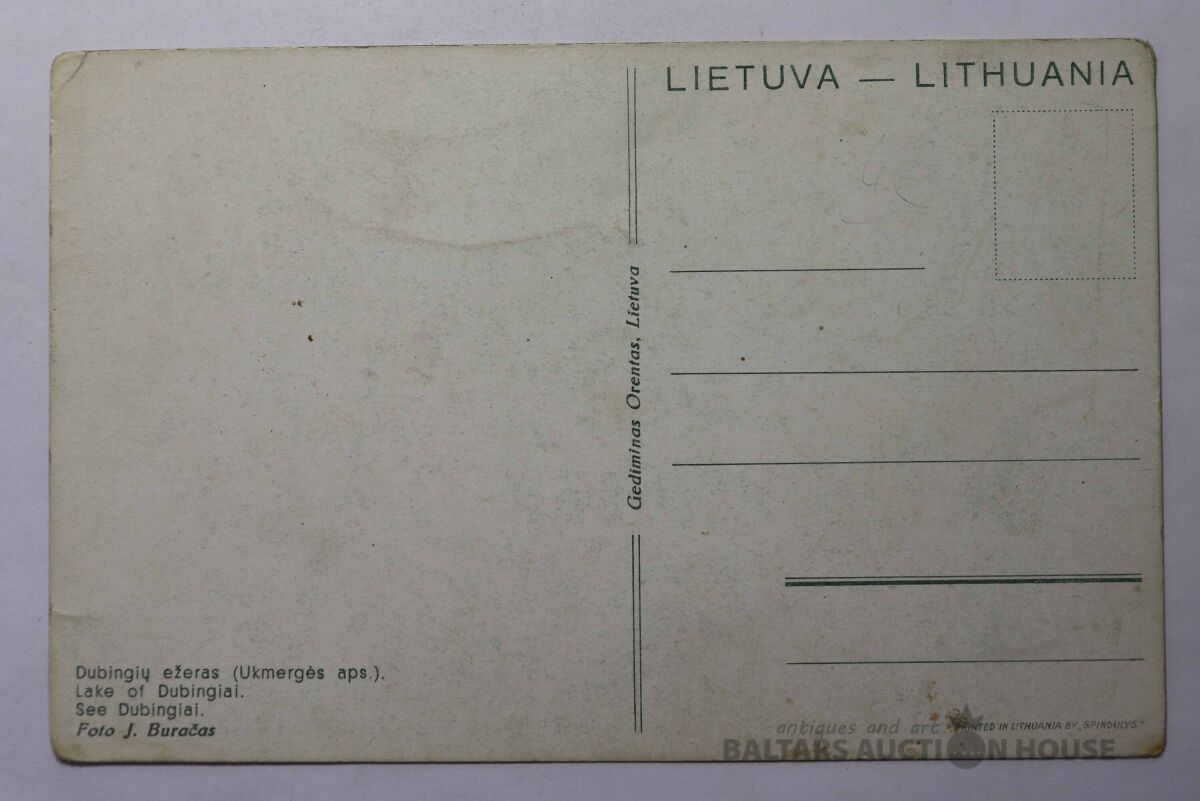 LIETUVA — LITHUANIA
Gediminas Orentas, Lietuva
Dubingių ežeras (Ukmergės aps.).
Lake of Dubingiai.
See Dubingiai.
Foto J. Buračas
PRINTED IN LITHUANIA BY „SPINDULYS"
antiques and art
BALTARS AUCTION HOUSE